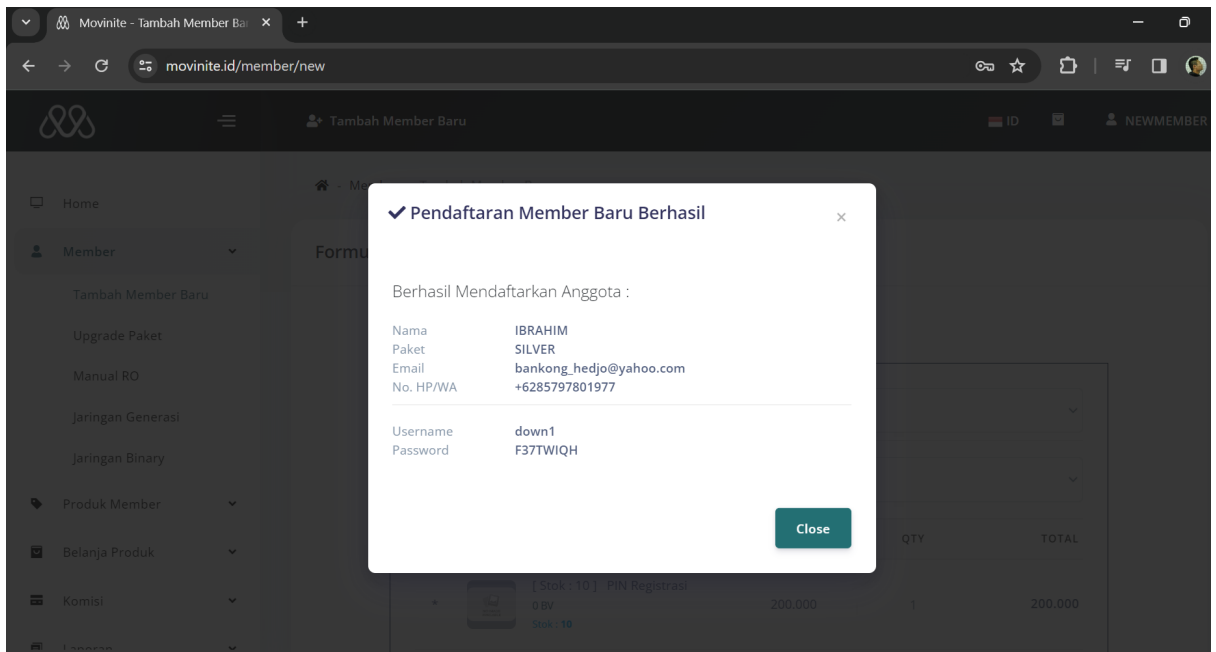 Movinite - Tambah Member Ba
movinite.id/member/new
Tambah Member Baru
ID
NEWMEMBER
Home
Member
Formu
Tambah Member Baru
Upgrade Paket
Manual RO
Jaringan Generasi
Jaringan Binary
Produk Member
Belanja Produk
Komisi
Pendaftaran Member Baru Berhasil
×
Berhasil Mendaftarkan Anggota :
Nama IBRAHIM
Paket SILVER
Email bankong_hedjo@yahoo.com
No. HP/WA +6285797801977
Username down1
Password F37TWIQH
Close
QTY TOTAL
[ Stok : 10 ] PIN Registrasi
0 BV 200.000 200.000
Stok : 10